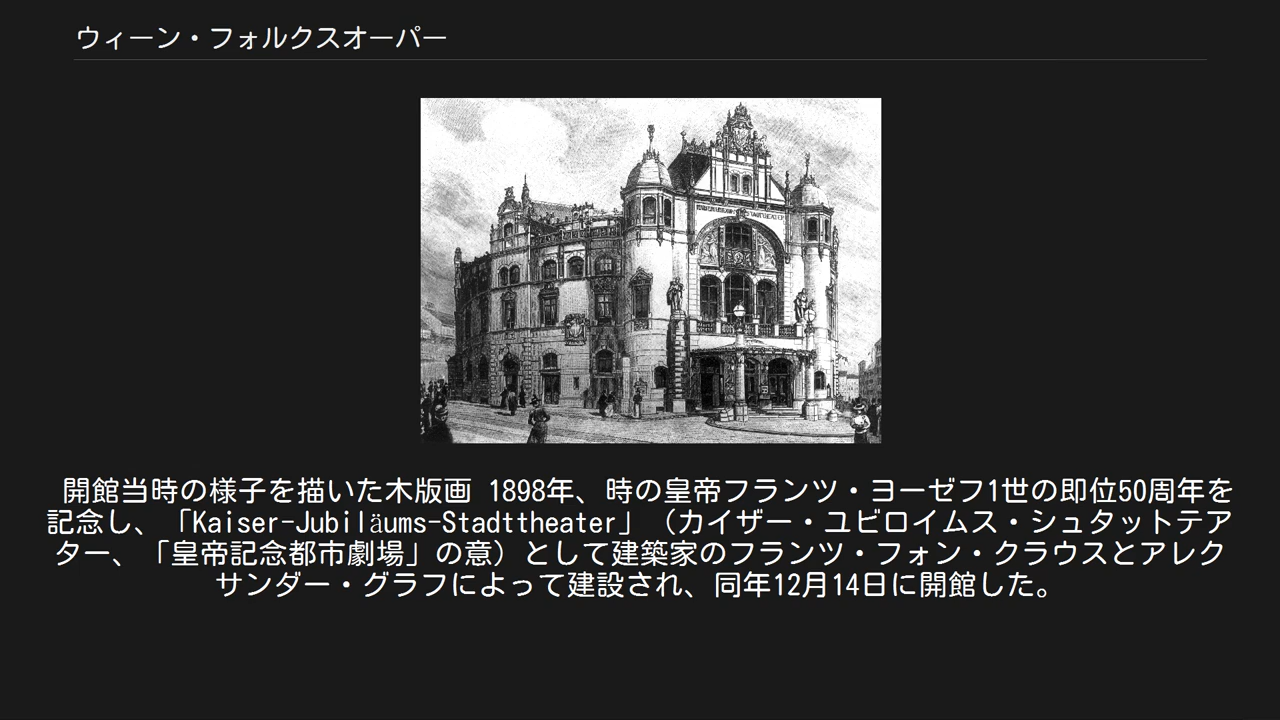 ウィーン・フォルクスオーパー
開館当時の様子を描いた木版画 1898年、時の皇帝フランツ・ヨーゼフ1世の即位50周年を
記念し、「Kaiser-Jubiläums-Stadttheater」（カイザー・ユビロイムス・シュタットテア
ター、「皇帝記念都市劇場」の意）として建築家のフランツ・フォン・クラウスとアレク
サンダー・グラフによって建設され、同年12月14日に開館した。